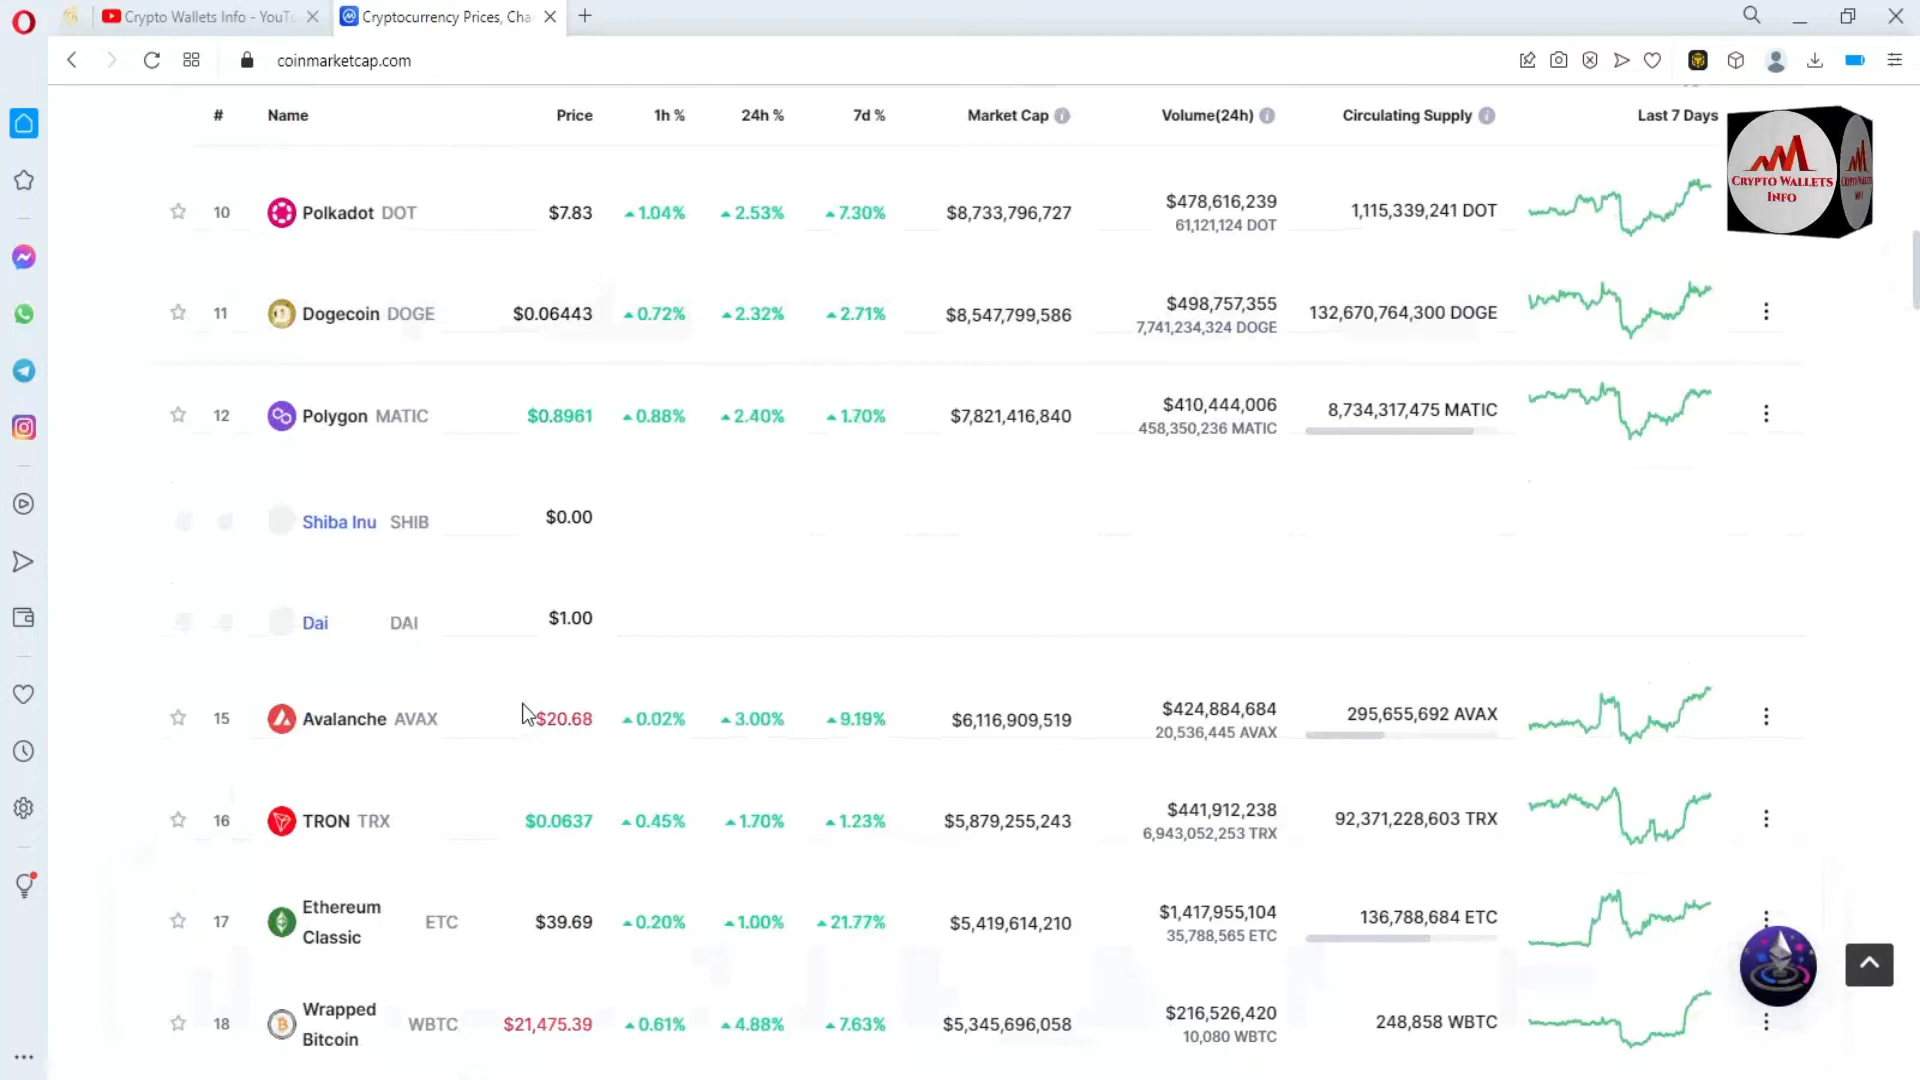 Crypto Wallets Info - YouTu
Cryptocurrency Prices, Cha
coinmarketcap.com
# Name Price 1h % 24h % 7d % Market Cap Volume(24h) Circulating Supply Last 7 Days
CRYPTO WALLETS
INFO
10 Polkadot DOT $7.83 1.04% 2.53% 7.30% $8,733,796,727 $478,616,239 1,115,339,241 DOT
61,121,124 DOT
11 Dogecoin DOGE $0.06443 0.72% 2.32% 2.71% $8,547,799,586 $498,757,355 132,670,764,300 DOGE
7,741,234,324 DOGE
12 Polygon MATIC $0.8961 0.88% 2.40% 1.70% $7,821,416,840 $410,444,006 8,734,317,475 MATIC
458,350,236 MATIC
Shiba Inu SHIB $0.00
Dai DAI $1.00
15 Avalanche AVAX $20.68 0.02% 3.00% 9.19% $6,116,909,519 $424,884,684 295,655,692 AVAX
20,536,445 AVAX
16 TRON TRX $0.0637 0.45% 1.70% 1.23% $5,879,255,243 $441,912,238 92,371,228,603 TRX
6,943,052,253 TRX
17 Ethereum Classic ETC $39.69 0.20% 1.00% 21.77% $5,419,614,210 $1,417,955,104 136,788,684 ETC
35,788,565 ETC
18 Wrapped Bitcoin WBTC $21,475.39 0.61% 4.88% 7.63% $5,345,696,058 $216,526,420 248,858 WBTC
10,080 WBTC